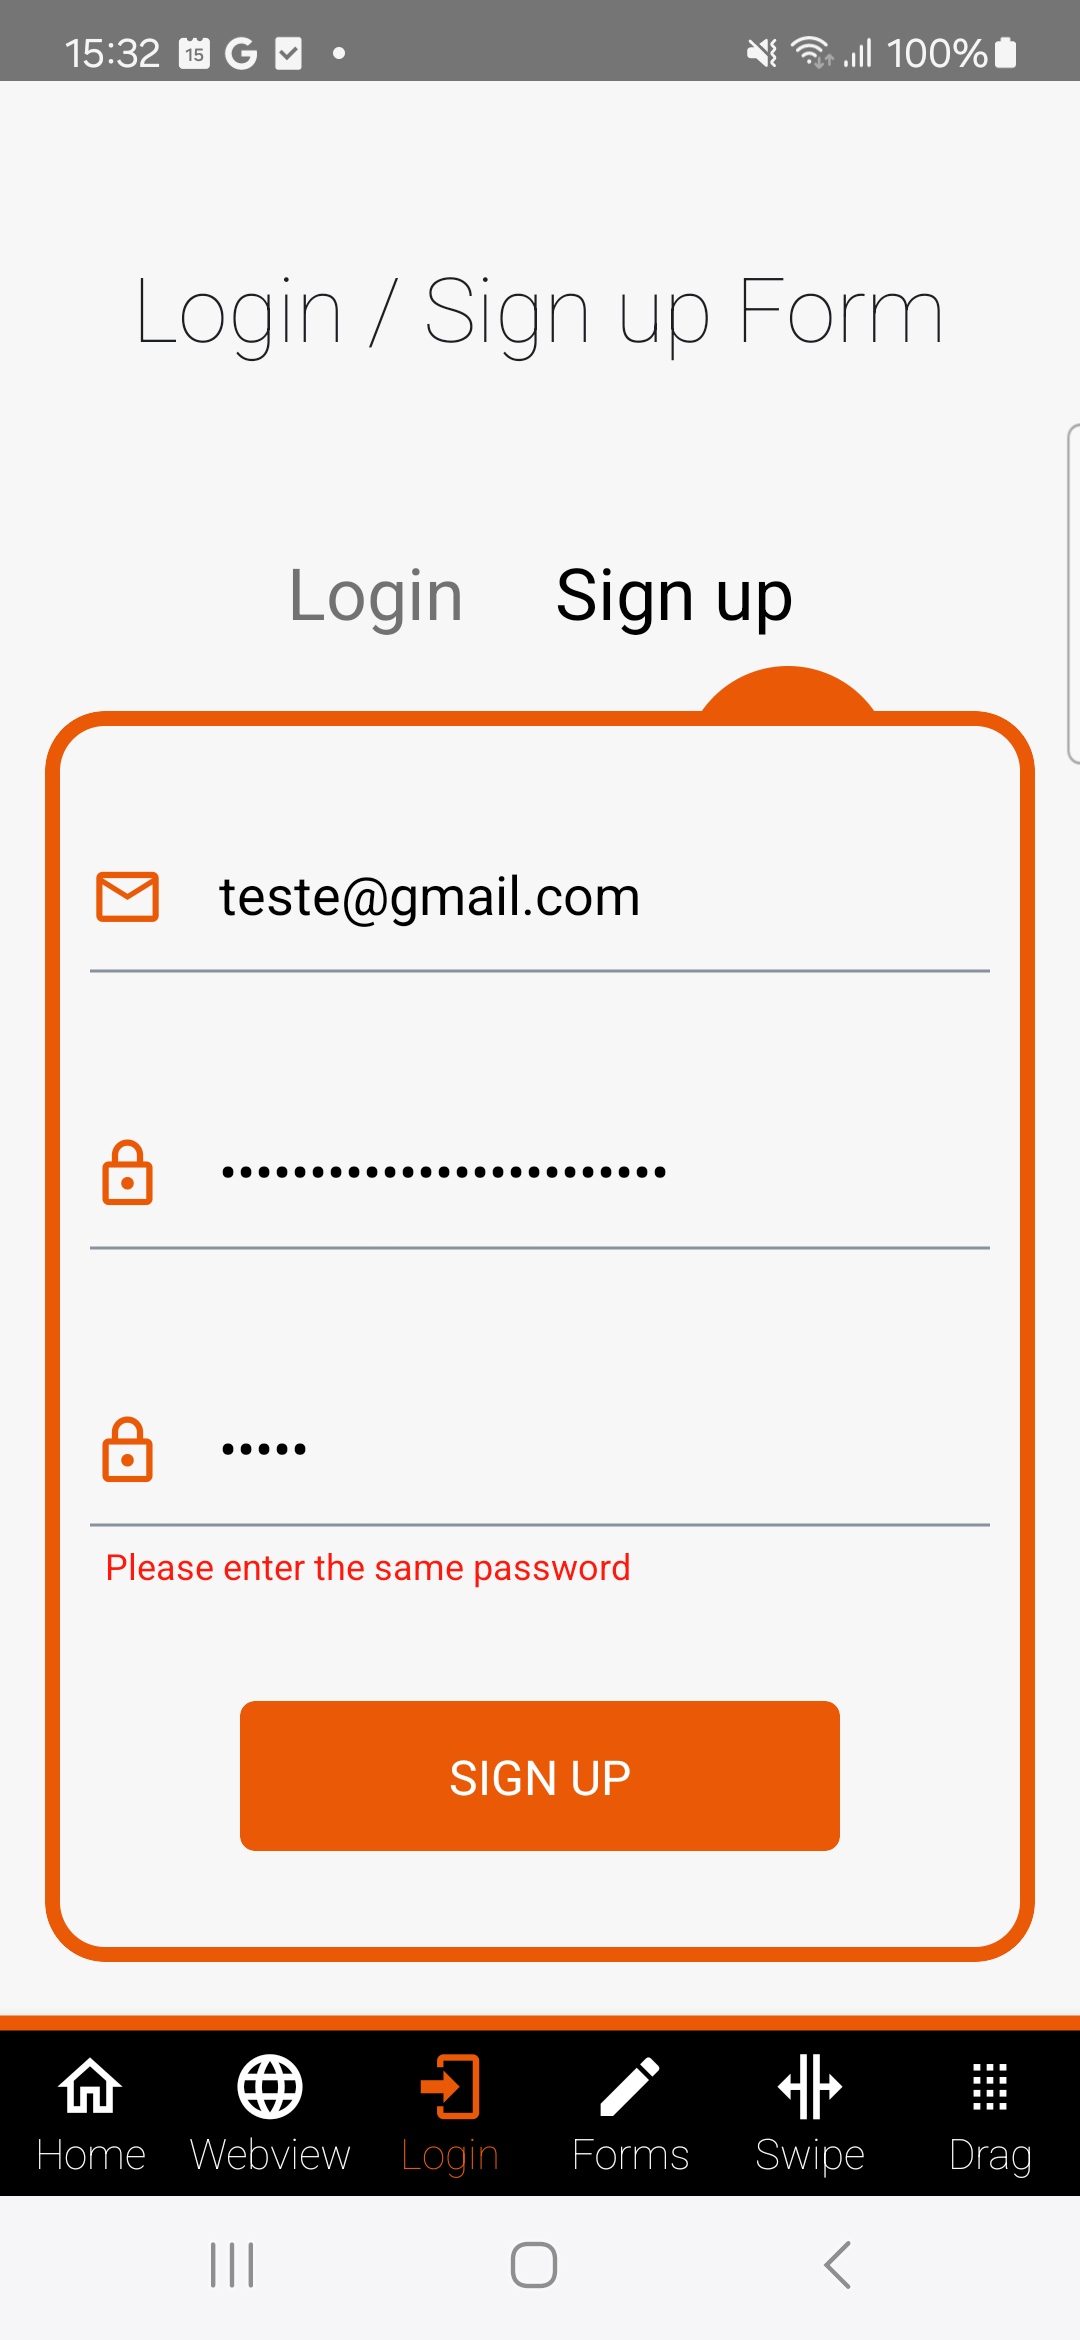 15:32 15 G 100%
Login / Sign up Form
Login Sign up
teste@gmail.com
•••••••••••••••••••••••••
•••••
Please enter the same password
SIGN UP
Home Webview Login Forms Swipe Drag